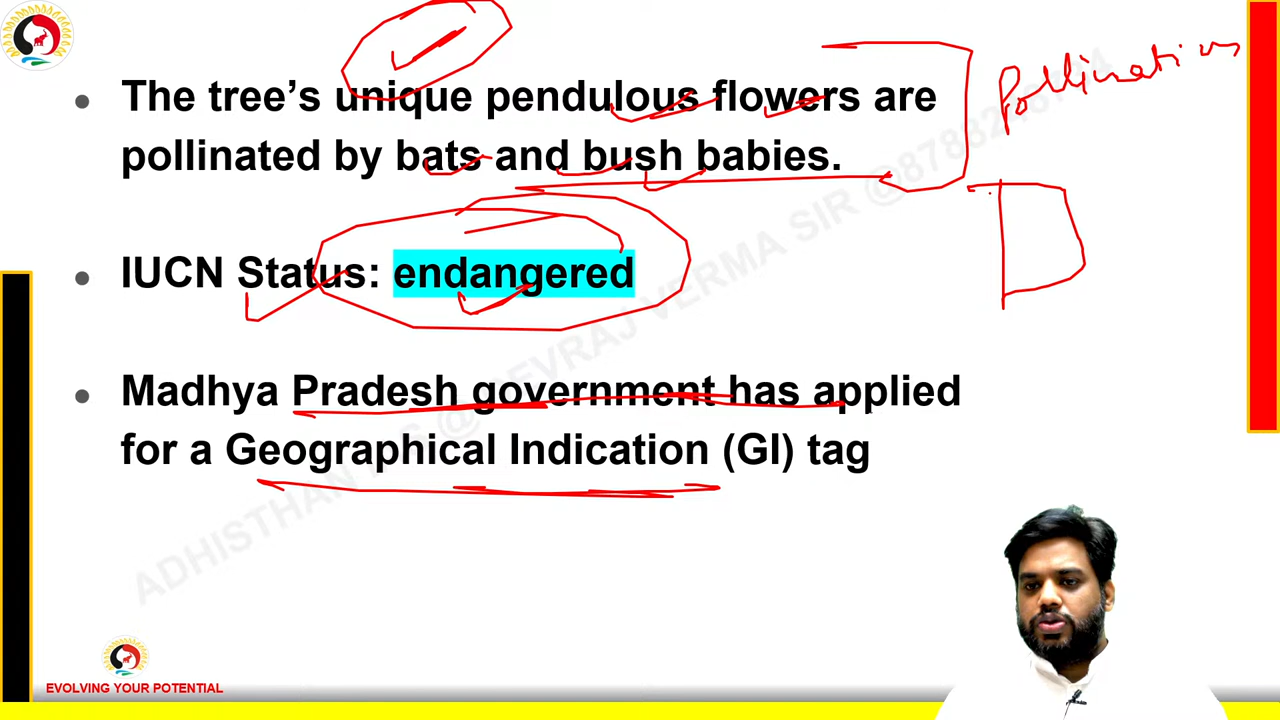 The tree's unique pendulous flowers are
pollinated by bats and bush babies.
Pollination
IUCN Status: endangered
D
Madhya Pradesh government has applied
for a Geographical Indication (GI) tag
EVOLVING YOUR POTENTIAL